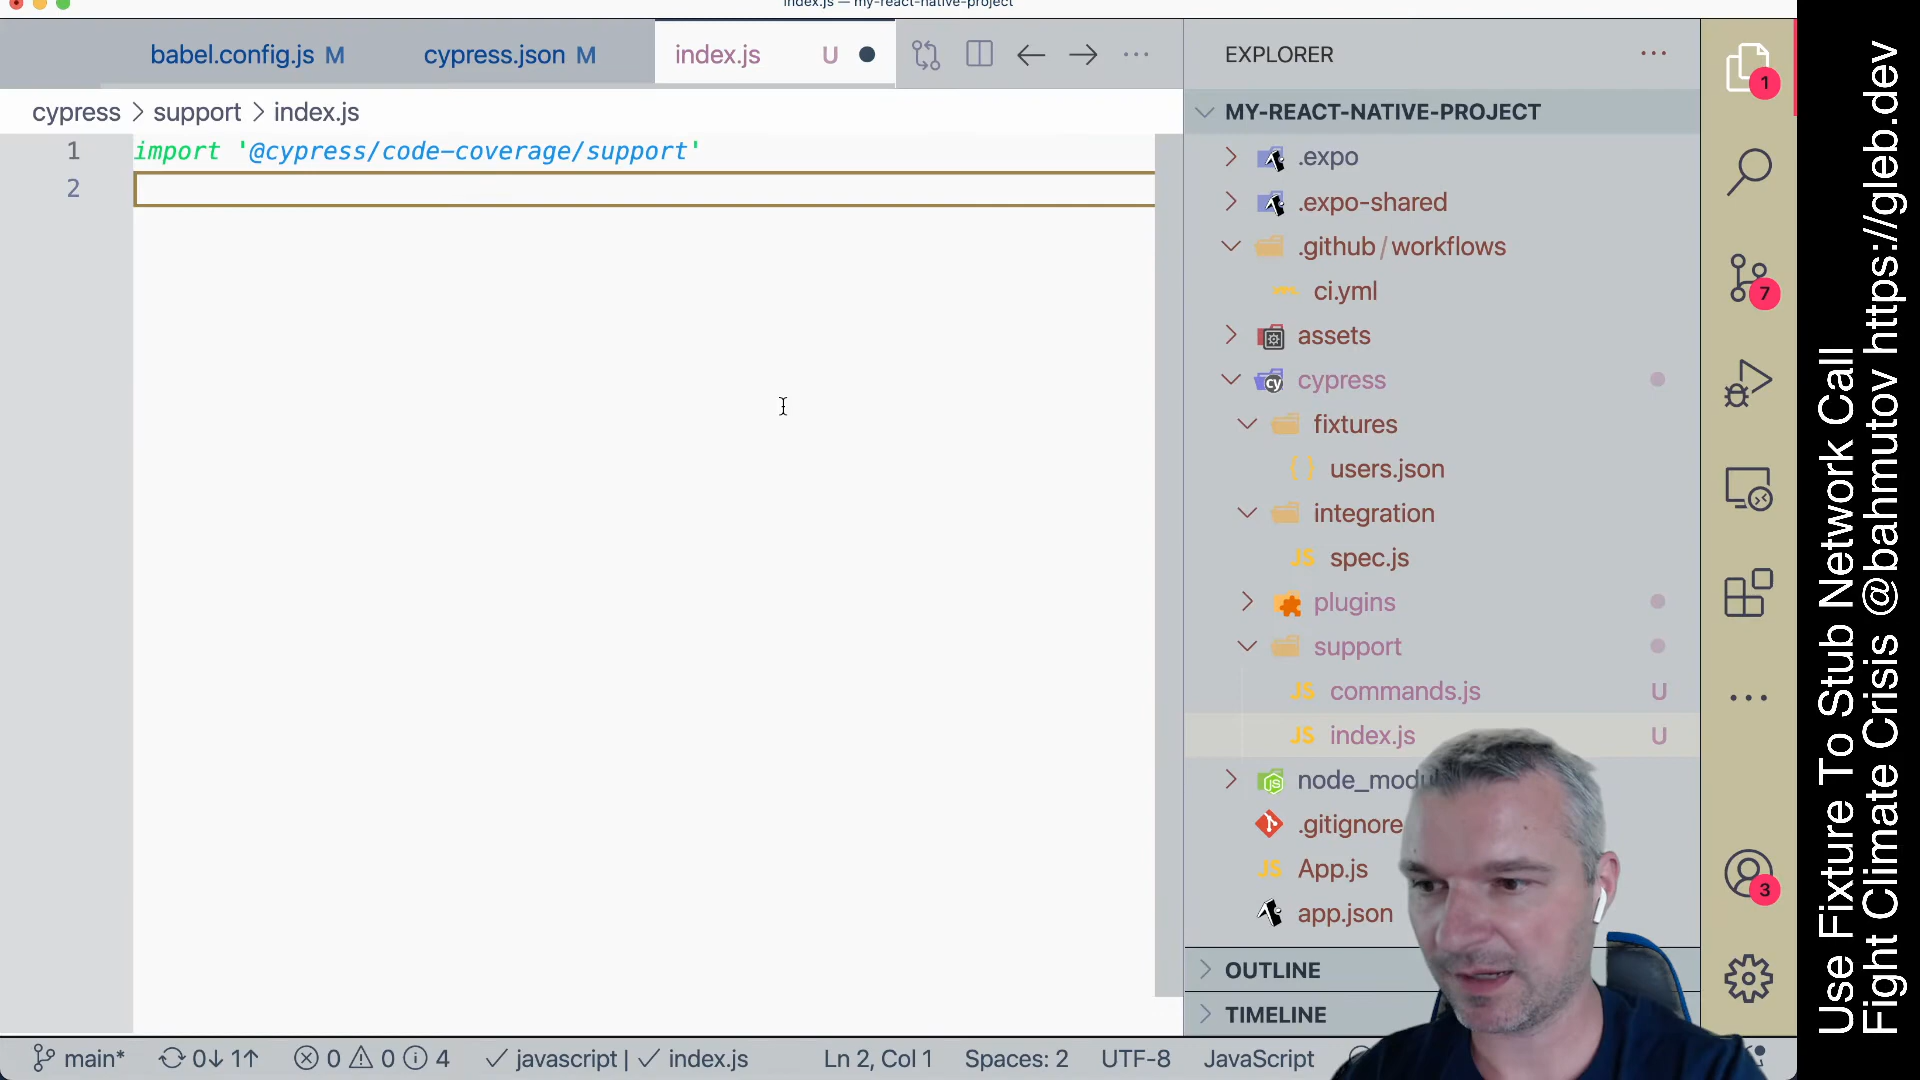 index.js — my-react-native-project
babel.config.js M
cypress.json M
index.js U
EXPLORER
cypress > support > index.js
1 import '@cypress/code-coverage/support'
2
MY-REACT-NATIVE-PROJECT
.expo
.expo-shared
.github / workflows
ci.yml
assets
cypress
fixtures
users.json
integration
JS spec.js
plugins
support
JS commands.js U
JS index.js U
.gitignore
JS App.js
app.json
OUTLINE
TIMELINE
1
7
3
main* 0↓ 1↑ 0 0 4 javascript | index.js Ln 2, Col 1 Spaces: 2 UTF-8 JavaScript
Use Fixture To Stub Network Call
Fight Climate Crisis @bahmutov https://gleb.dev